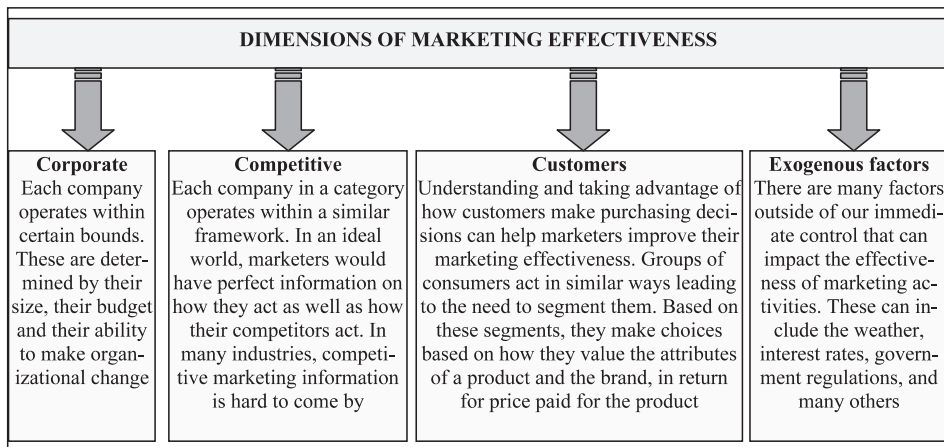 DIMENSIONS OF MARKETING EFFECTIVENESS
Corporate
Each company
operates within
certain bounds.
These are deter-
mined by their
size, their budget
and their ability
to make organ-
izational change
Competitive
Each company in a category
operates within a similar
framework. In an ideal
world, marketers would
have perfect information on
how they act as well as how
their competitors act. In
many industries, competi-
tive marketing information
is hard to come by
Customers
Understanding and taking advantage of
how customers make purchasing deci-
sions can help marketers improve their
marketing effectiveness. Groups of
consumers act in similar ways leading
to the need to segment them. Based on
these segments, they make choices
based on how they value the attributes
of a product and the brand, in return
for price paid for the product
Exogenous factors
There are many factors
outside of our immedi-
ate control that can
impact the effective-
ness of marketing ac-
tivities. These can in-
clude the weather,
interest rates, govern-
ment regulations, and
many others